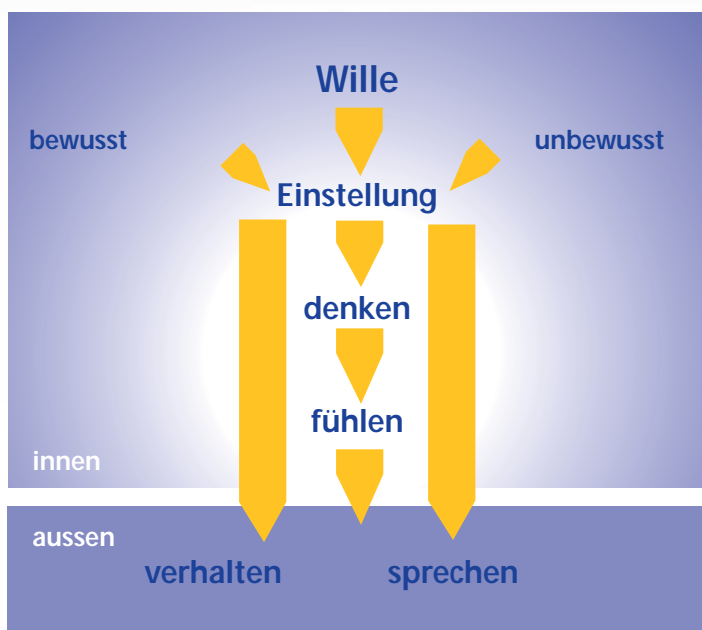 Wille
bewusst
unbewusst
Einstellung
denken
fühlen
innen
aussen
verhalten
sprechen